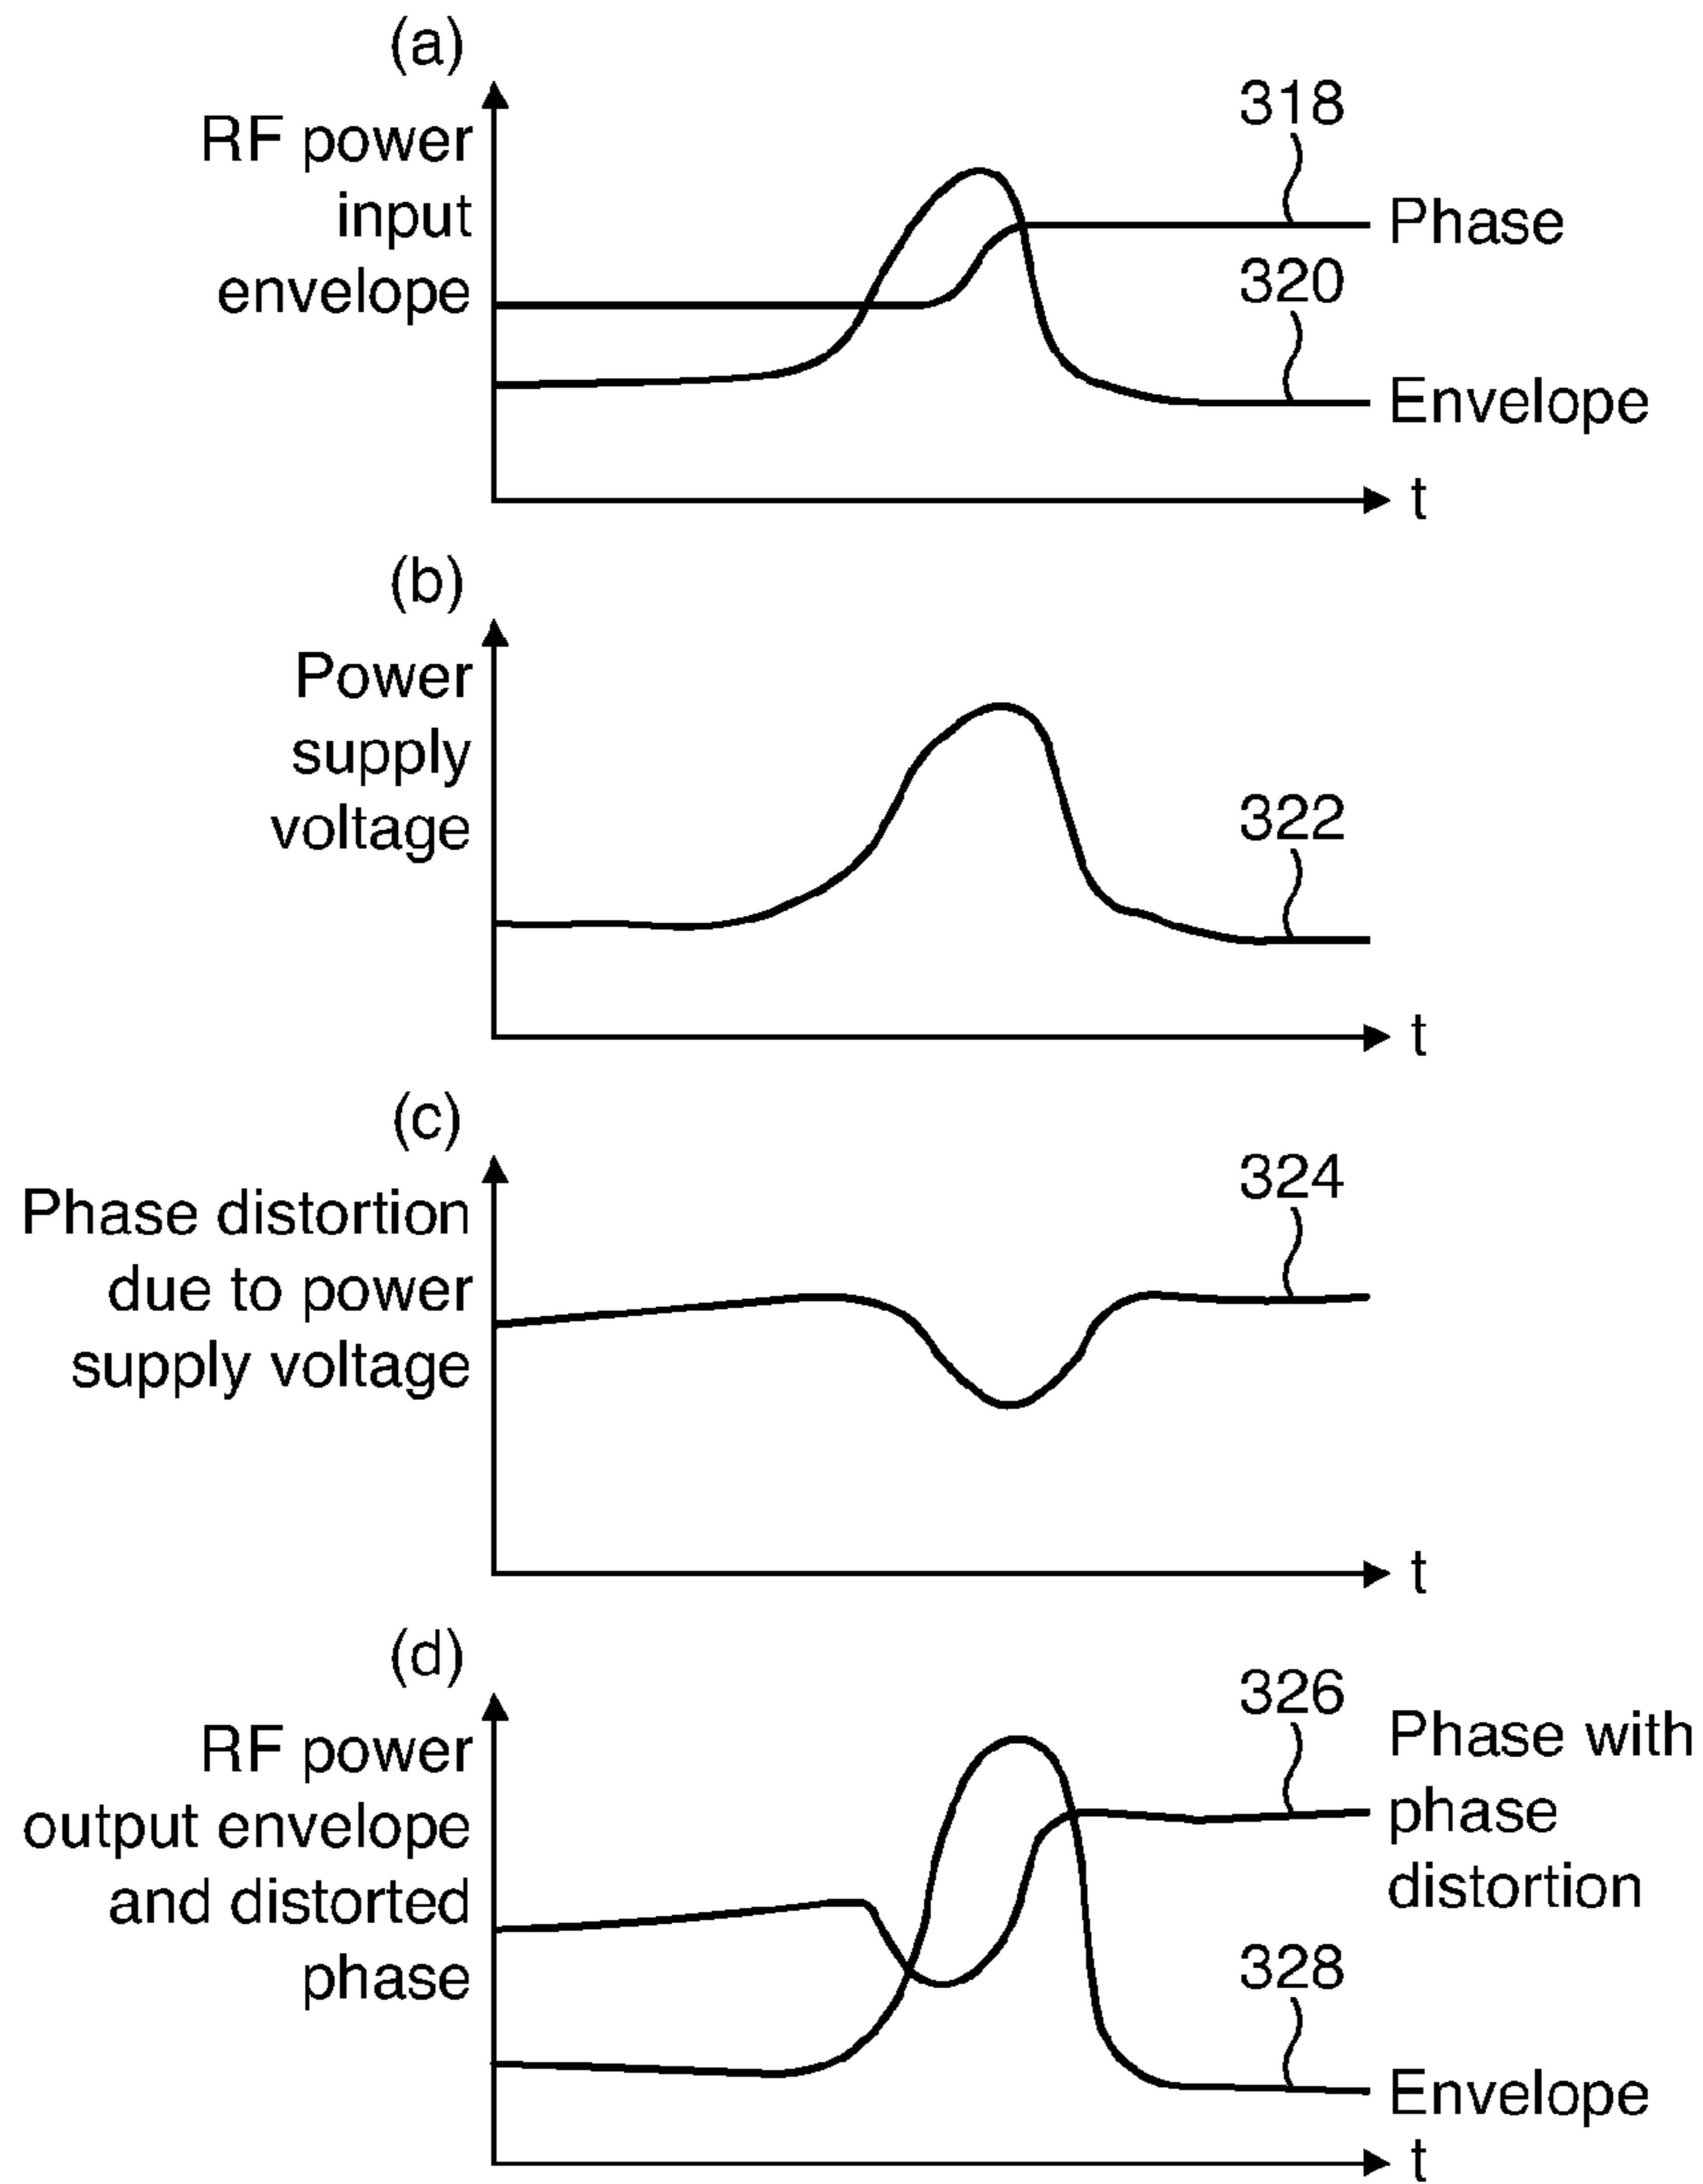 (a)
RF power
input
envelope
318
Phase
320
Envelope
t
(b)
Power
supply
voltage
322
t
(c)
Phase distortion
due to power
supply voltage
324
t
(d)
RF power
output envelope
and distorted
phase
326
Phase with
phase
distortion
328
Envelope
t